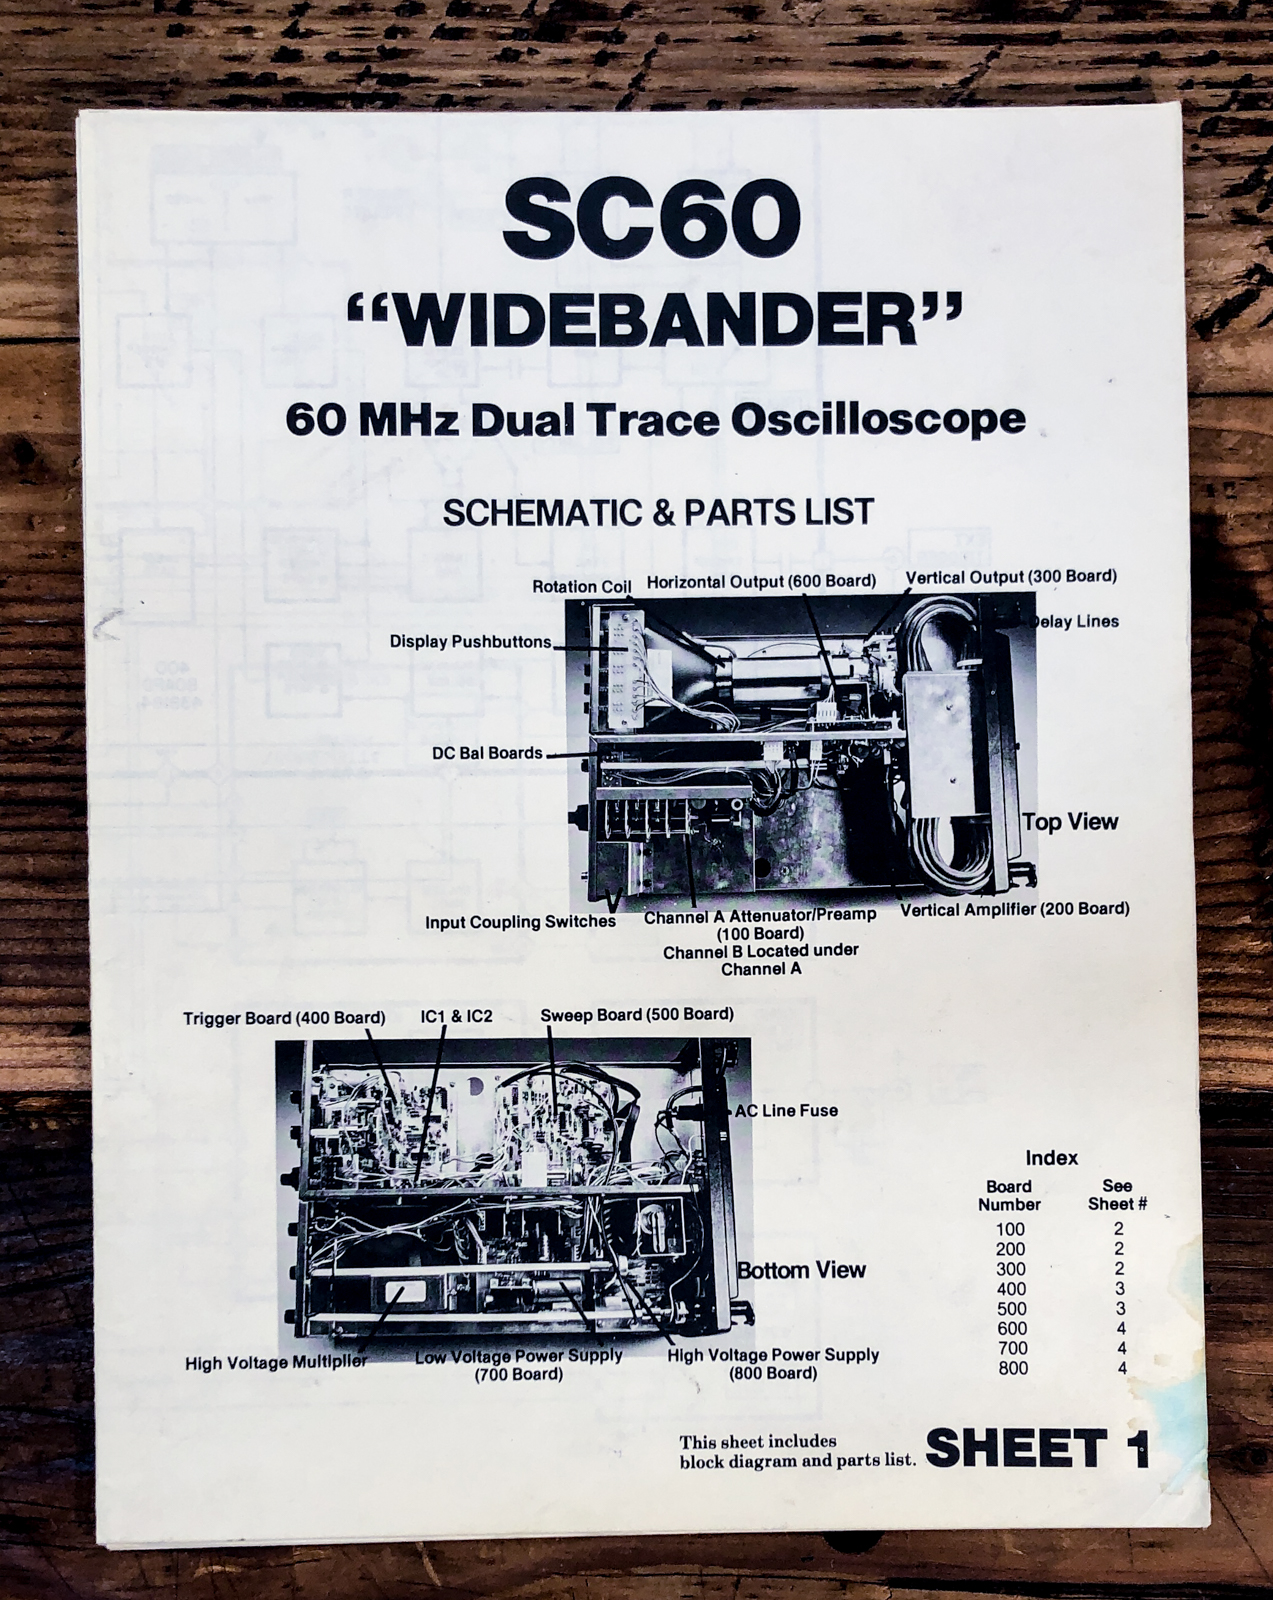 SC60
“WIDEBANDER”
60 MHz Dual Trace Oscilloscope
SCHEMATIC & PARTS LIST
Rotation Coil
Horizontal Output (600 Board)
Vertical Output (300 Board)
Display Pushbuttons
Delay Lines
DC Bal Boards
Top View
Input Coupling Switches
Channel A Attenuator/Preamp
(100 Board)
Channel B Located under
Channel A
Vertical Amplifier (200 Board)
Trigger Board (400 Board)
IC1 & IC2
Sweep Board (500 Board)
AC Line Fuse
Bottom View
High Voltage Multiplier
Low Voltage Power Supply
(700 Board)
High Voltage Power Supply
(800 Board)
Index
Board Number See Sheet #
100 2
200 2
300 2
400 3
500 3
600 4
700 4
800 4
This sheet includes
block diagram and parts list.
SHEET 1